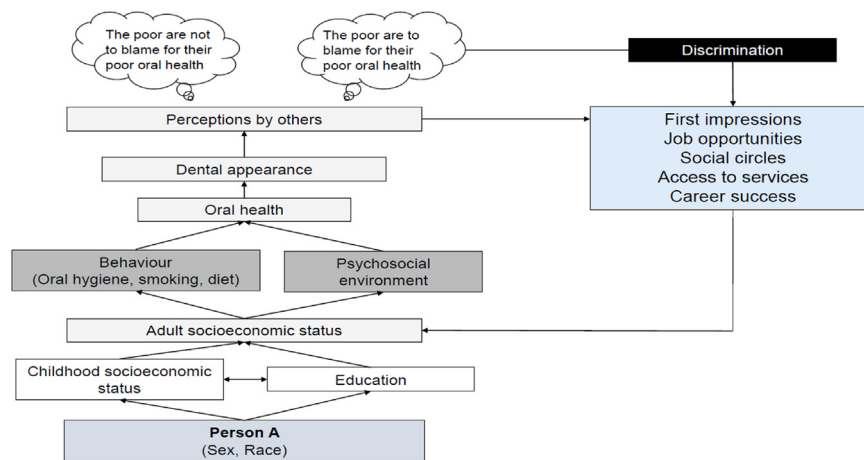 The poor are not
to blame for their
poor oral health
The poor are to
blame for their
poor oral health
Discrimination
Perceptions by others
First impressions
Job opportunities
Social circles
Access to services
Career success
Dental appearance
Oral health
Behaviour
(Oral hygiene, smoking, diet)
Psychosocial
environment
Adult socioeconomic status
Childhood socioeconomic
status
Education
Person A
(Sex, Race)